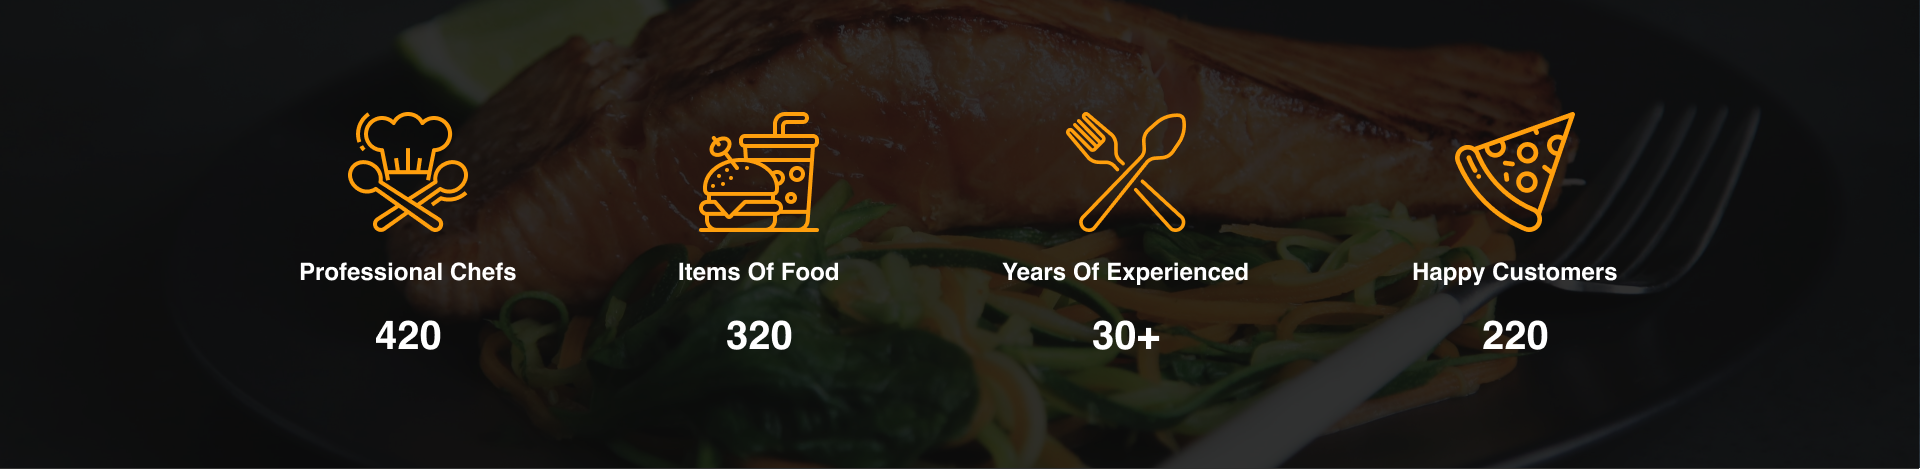 Professional Chefs
420
Items Of Food
320
Years Of Experienced
30+
Happy Customers
220